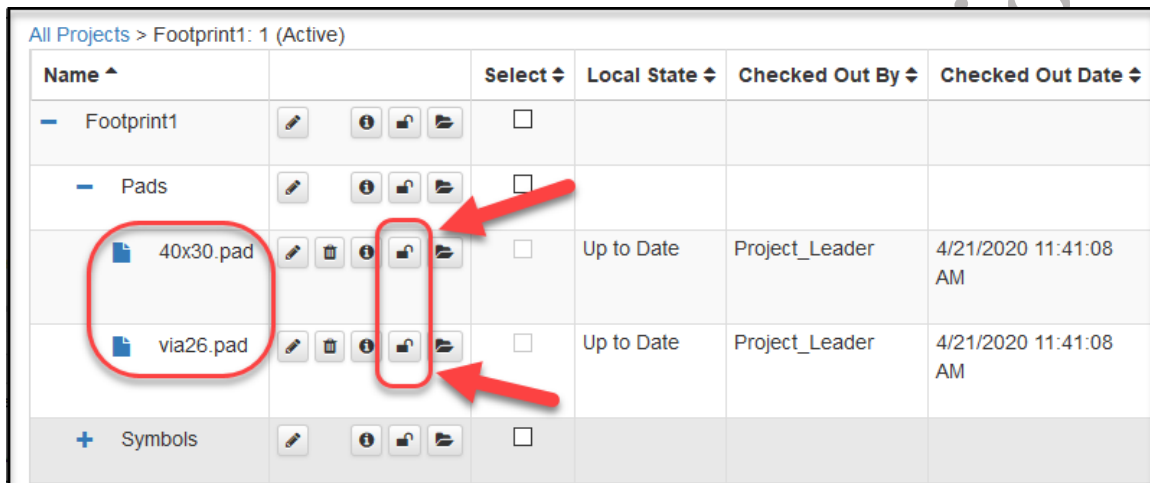 All Projects > Footprint1: 1 (Active)
Name Select Local State Checked Out By Checked Out Date
Footprint1
Pads
40x30.pad Up to Date Project_Leader 4/21/2020 11:41:08
AM
via26.pad Up to Date Project_Leader 4/21/2020 11:41:08
AM
Symbols